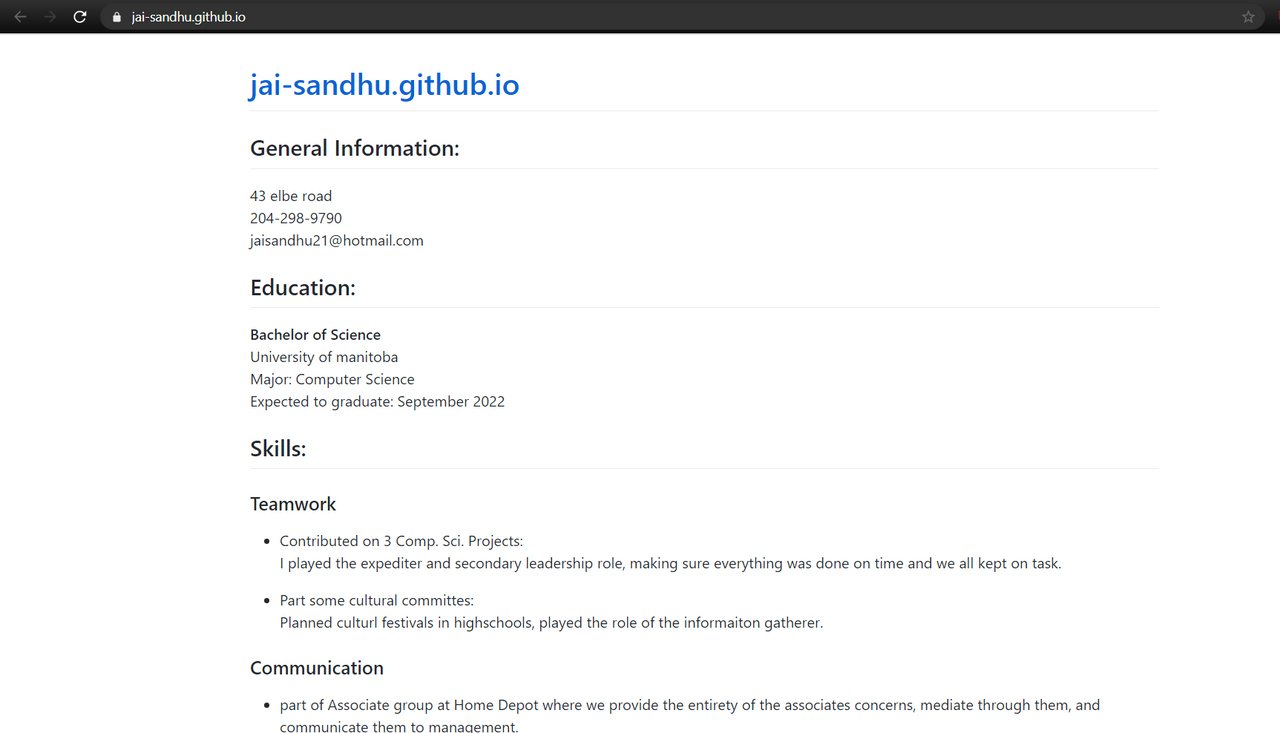 jai-sandhu.github.io
jai-sandhu.github.io
General Information:
43 elbe road
204-298-9790
jaisandhu21@hotmail.com
Education:
Bachelor of Science
University of manitoba
Major: Computer Science
Expected to graduate: September 2022
Skills:
Teamwork
Contributed on 3 Comp. Sci. Projects:
I played the expediter and secondary leadership role, making sure everything was done on time and we all kept on task.
Part some cultural committes:
Planned culturl festivals in highschools, played the role of the informaiton gatherer.
Communication
part of Associate group at Home Depot where we provide the entirety of the associates concerns, mediate through them, and
communicate them to management.